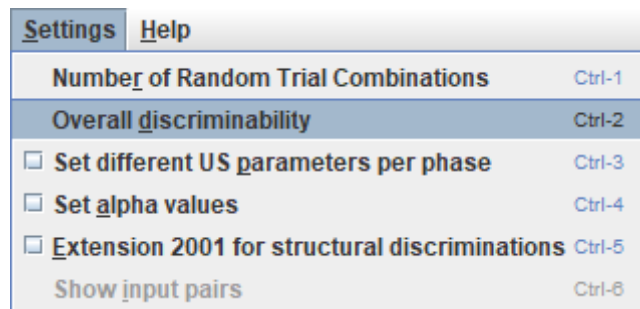 Settings Help
Number of Random Trial Combinations Ctrl-1
Overall discriminability Ctrl-2
Set different US parameters per phase Ctrl-3
Set alpha values Ctrl-4
Extension 2001 for structural discriminations Ctrl-5
Show input pairs Ctrl-6